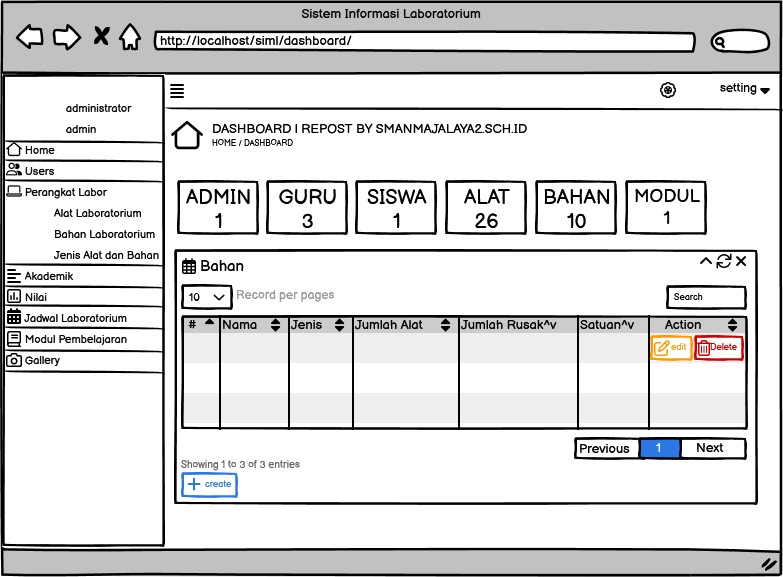 Sistem Informasi Laboratorium
http://localhost/siml/dashboard/
setting
administrator
admin
Home
Users
Perangkat Labor
Alat Laboratorium
Bahan Laboratorium
Jenis Alat dan Bahan
Akademik
Nilai
Jadwal Laboratorium
Modul Pembelajaran
Gallery
DASHBOARD | REPOST BY SMANMAJALAYA2.SCH.ID
HOME / DASHBOARD
ADMIN GURU SISWA ALAT BAHAN MODUL
1 3 1 26 10 1
Bahan
10 Record per pages Search
# Nama Jenis Jumlah Alat Jumlah Rusak^v Satuan^v Action
edit Delete
Previous 1 Next
Showing 1 to 3 of 3 entries
create